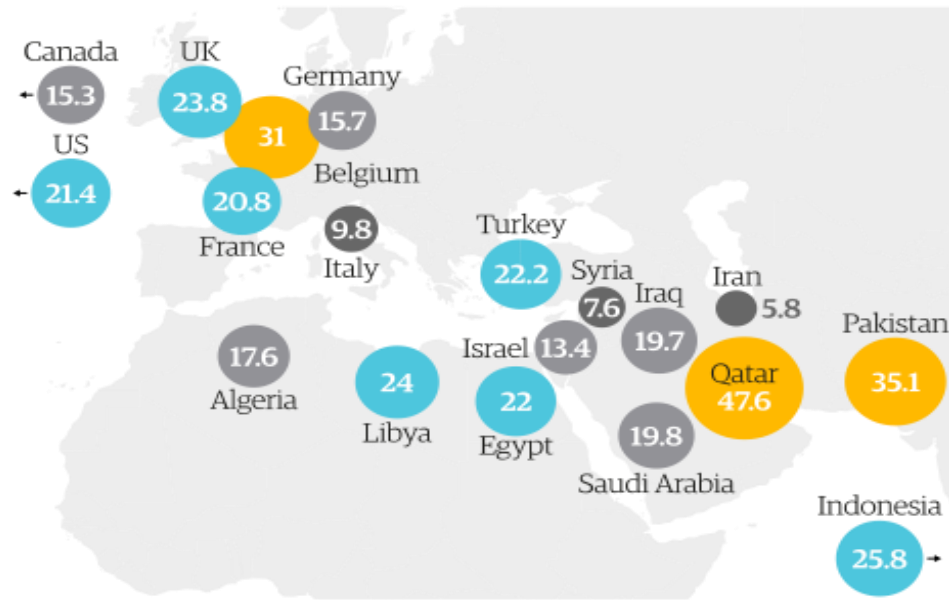 Canada
15.3
US
21.4
UK
23.8
Germany
15.7
31
Belgium
20.8
France
9.8
Italy
Turkey
22.2
Syria
7.6
Iraq
19.7
Iran
5.8
Pakistan
35.1
Israel
13.4
Qatar
47.6
17.6
Algeria
24
Libya
22
Egypt
19.8
Saudi Arabia
Indonesia
25.8